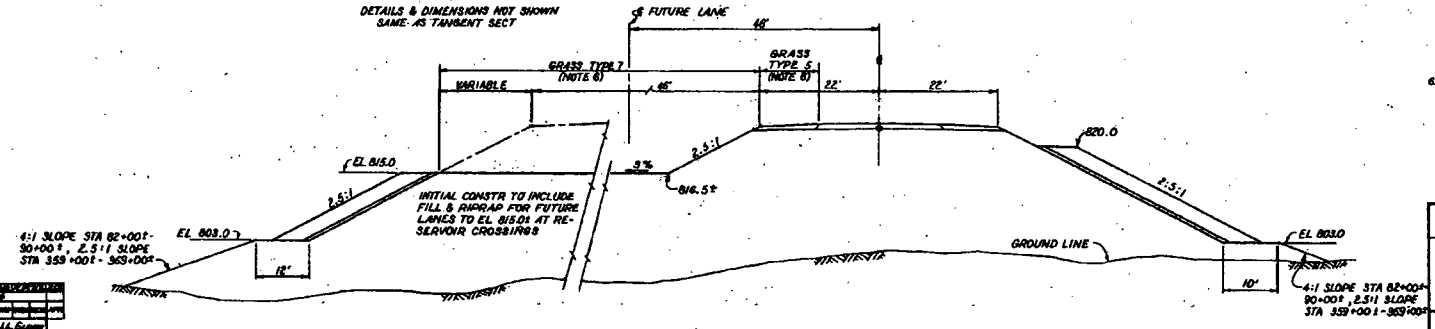 DETAILS & DIMENSIONS NOT SHOWN
SAME AS TANGENT SECT
℄ FUTURE LANE
46'
GRASS TYPE 7
(NOTE 6)
GRASS
TYPE 5
(NOTE 6)
VARIABLE
46'
22'
22'
2.5:1
820.0
EL 815.0
3%
816.5±
2.5:1
2.5:1
INITIAL CONSTR TO INCLUDE
FILL & RIPRAP FOR FUTURE
LANES TO EL 815.0± AT RE-
SERVOIR CROSSINGS
4:1 SLOPE STA 82+00±-
90+00±, 2.5:1 SLOPE
STA 359+00±-363+00±
EL 803.0
12'
GROUND LINE
EL 803.0
10'
4:1 SLOPE STA 82+00±-
90+00±, 2.5:1 SLOPE
STA 359+00±-363+00±